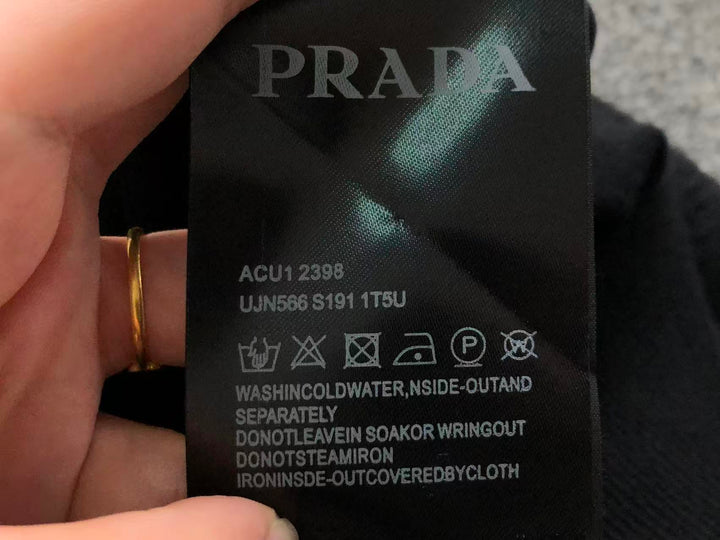 PRADA
ACU1 2398
UJN566 S191 1T5U
P
W
WASHINCOLDWATER,NSIDE-OUTAND
SEPARATELY
DONOTLEAVEIN SOAKOR WRINGOUT
DONOTSTEAMIRON
IRONINSDE-OUTCOVEREDBYCLOTH